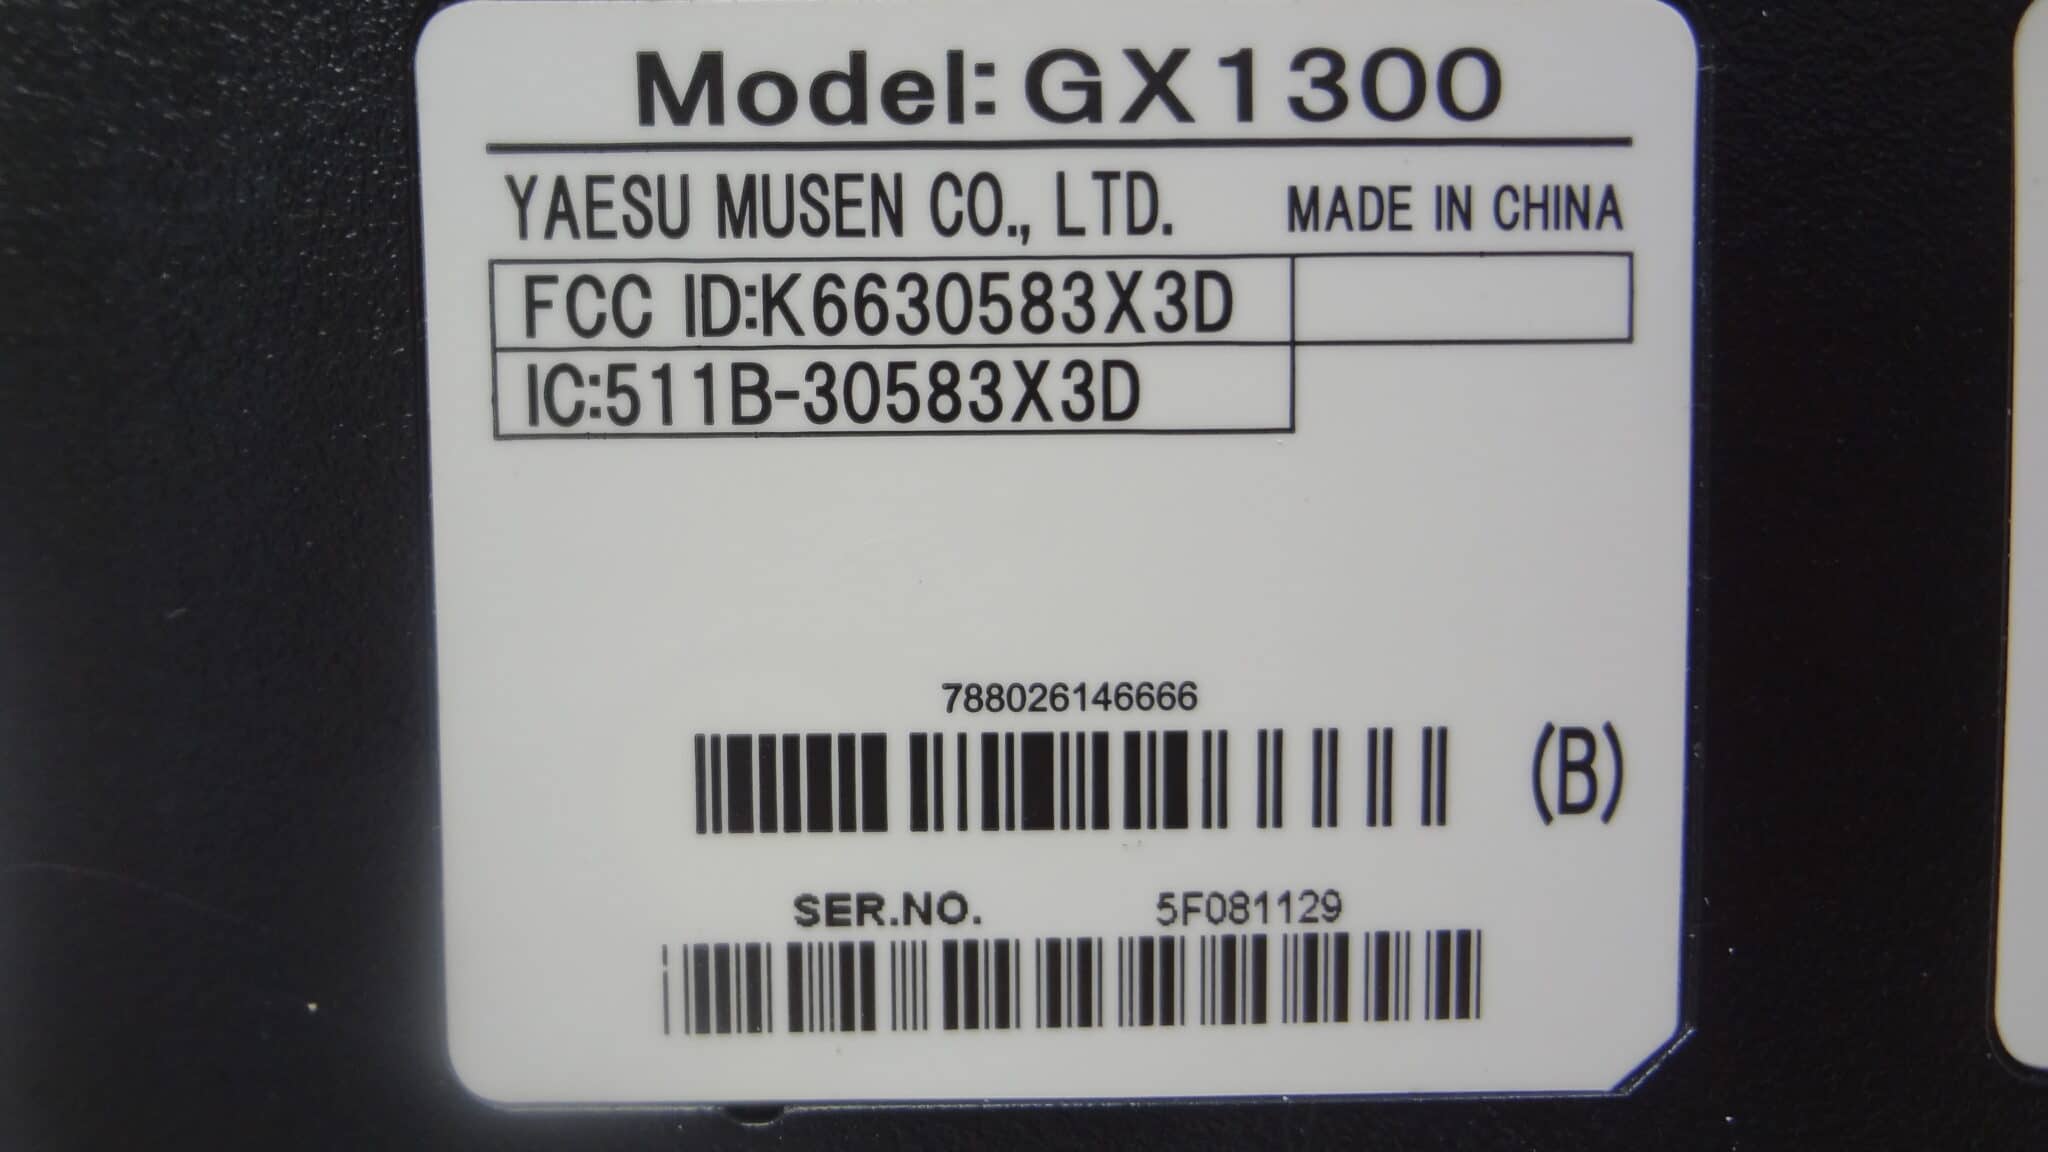 Model: GX1300
YAESU MUSEN CO., LTD. MADE IN CHINA
FCC ID:K6630583X3D
IC:511B-30583X3D
788026146666
(B)
SER.NO. 5F081129